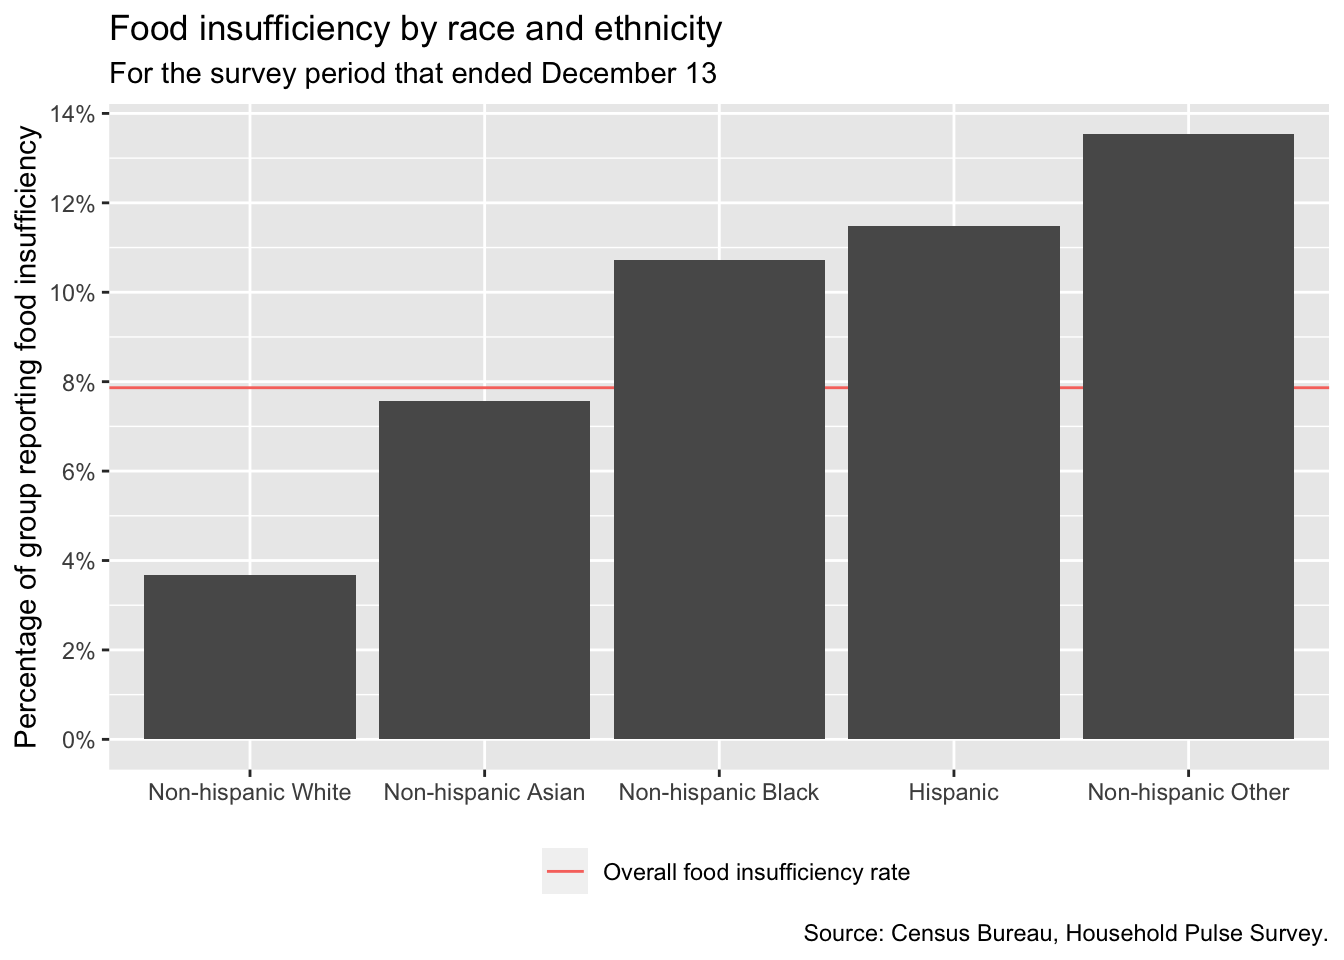 Food insufficiency by race and ethnicity
For the survey period that ended December 13
Percentage of group reporting food insufficiency
14%
12%
10%
8%
6%
4%
2%
0%
Non-hispanic White
Non-hispanic Asian
Non-hispanic Black
Hispanic
Non-hispanic Other
Overall food insufficiency rate
Source: Census Bureau, Household Pulse Survey.